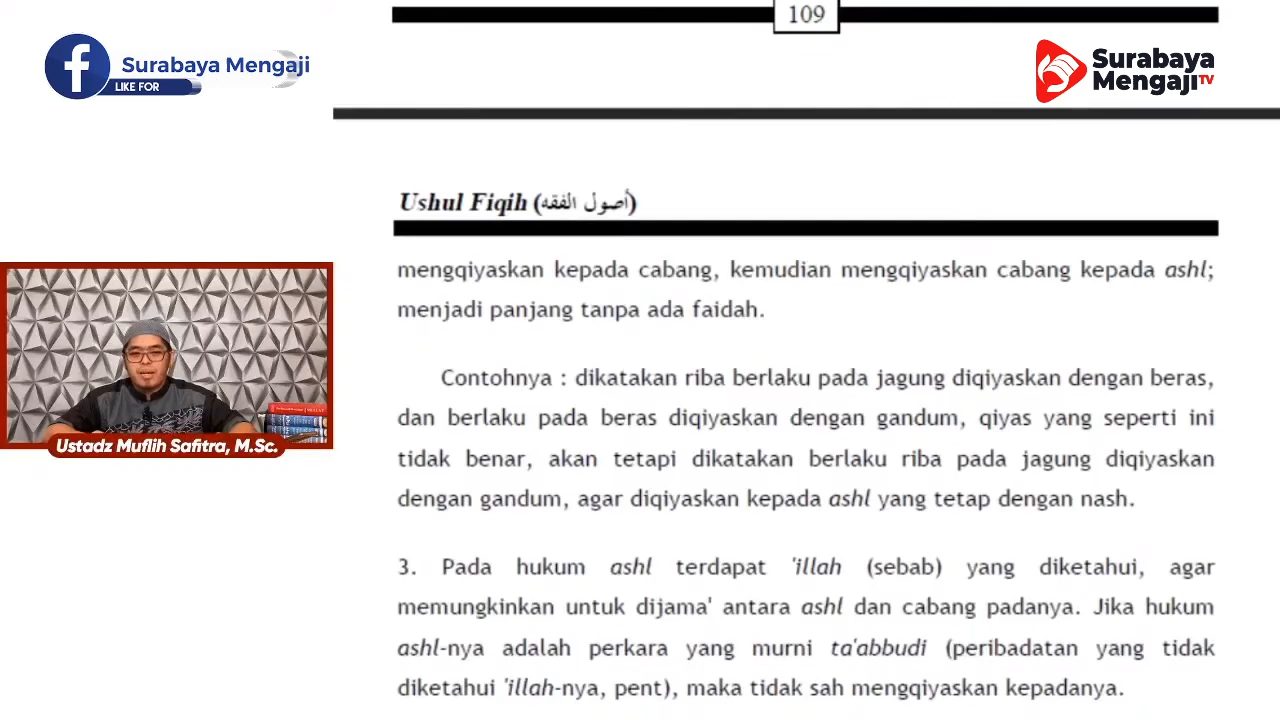 109
Surabaya Mengaji
LIKE FOR
Surabaya
MengajiTV
Ushul Fiqih (أصول الفقه)
mengqiyaskan kepada cabang, kemudian mengqiyaskan cabang kepada ashl;
menjadi panjang tanpa ada faidah.
Contohnya : dikatakan riba berlaku pada jagung diqiyaskan dengan beras,
dan berlaku pada beras diqiyaskan dengan gandum, qiyas yang seperti ini
tidak benar, akan tetapi dikatakan berlaku riba pada jagung diqiyaskan
dengan gandum, agar diqiyaskan kepada ashl yang tetap dengan nash.
3. Pada hukum ashl terdapat 'illah (sebab) yang diketahui, agar
memungkinkan untuk dijama' antara ashl dan cabang padanya. Jika hukum
ashl-nya adalah perkara yang murni ta'abbudi (peribadatan yang tidak
diketahui 'illah-nya, pent), maka tidak sah mengqiyaskan kepadanya.
Ustadz Muflih Safitra, M.Sc.